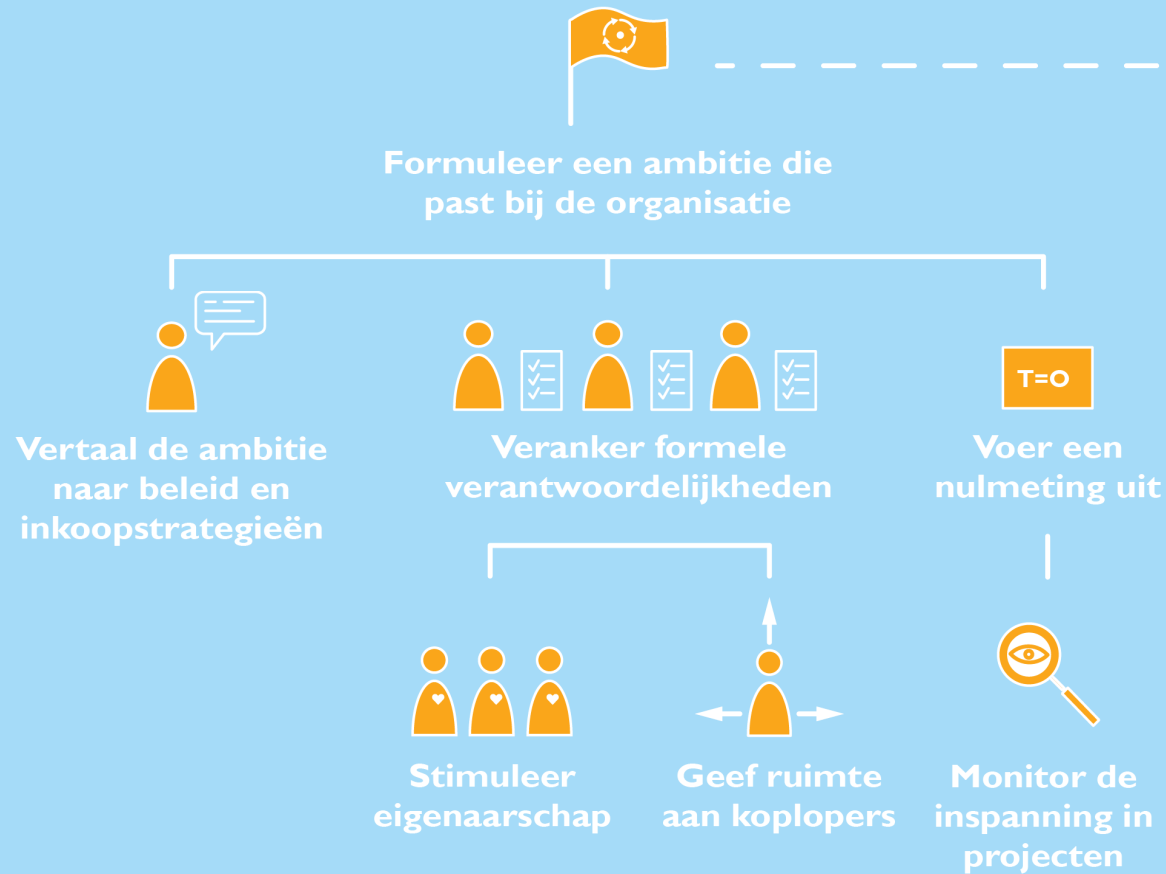 Formuleer een ambitie die
past bij de organisatie
T=O
Vertaal de ambitie
naar beleid en
inkoopstrategieën
Veranker formele
verantwoordelijkheden
Voer een
nulmeting uit
Stimuleer
eigenaarschap
Geef ruimte
aan koplopers
Monitor de
inspanning in
projecten